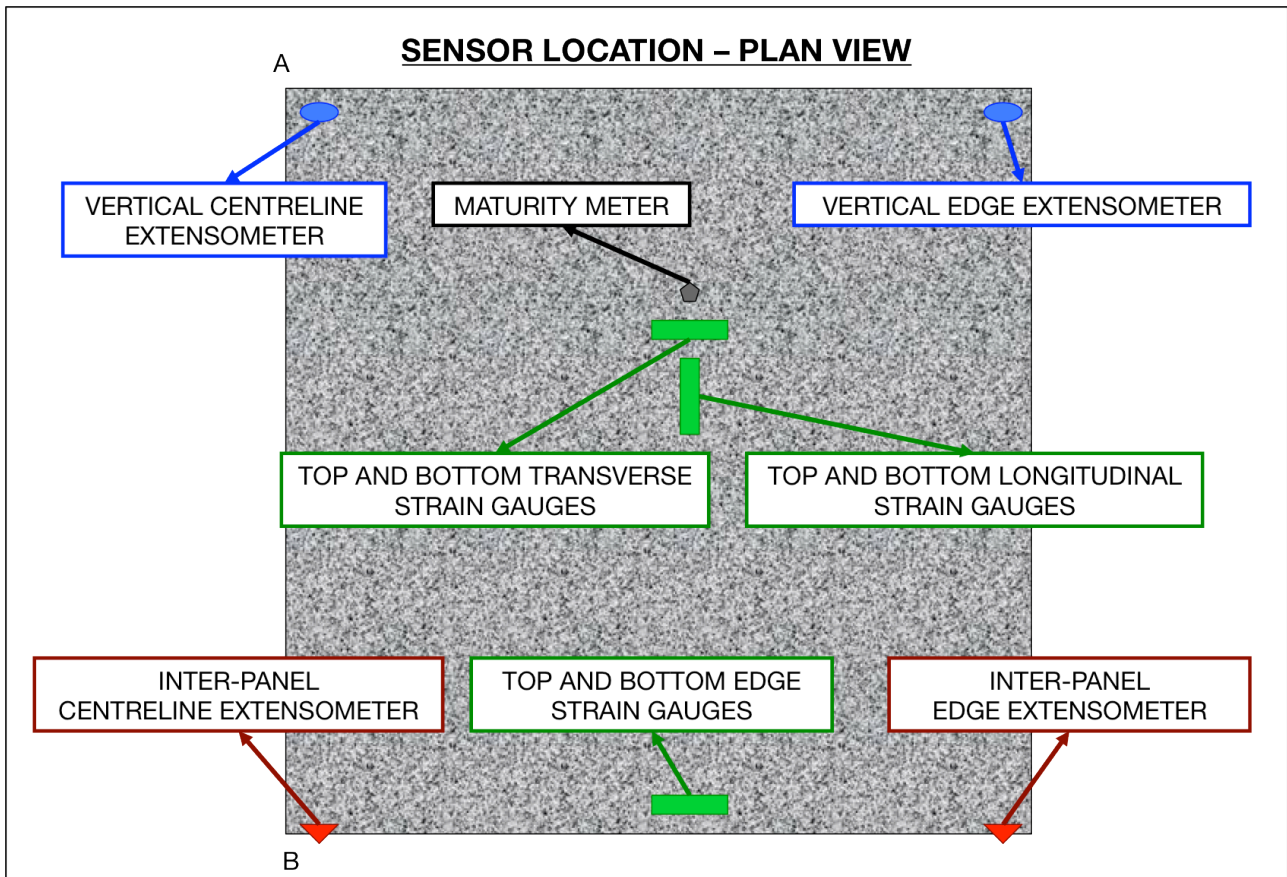 SENSOR LOCATION – PLAN VIEW
A
VERTICAL CENTRELINE
EXTENSOMETER
MATURITY METER
VERTICAL EDGE EXTENSOMETER
TOP AND BOTTOM TRANSVERSE
STRAIN GAUGES
TOP AND BOTTOM LONGITUDINAL
STRAIN GAUGES
INTER-PANEL
CENTRELINE EXTENSOMETER
TOP AND BOTTOM EDGE
STRAIN GAUGES
INTER-PANEL
EDGE EXTENSOMETER
B